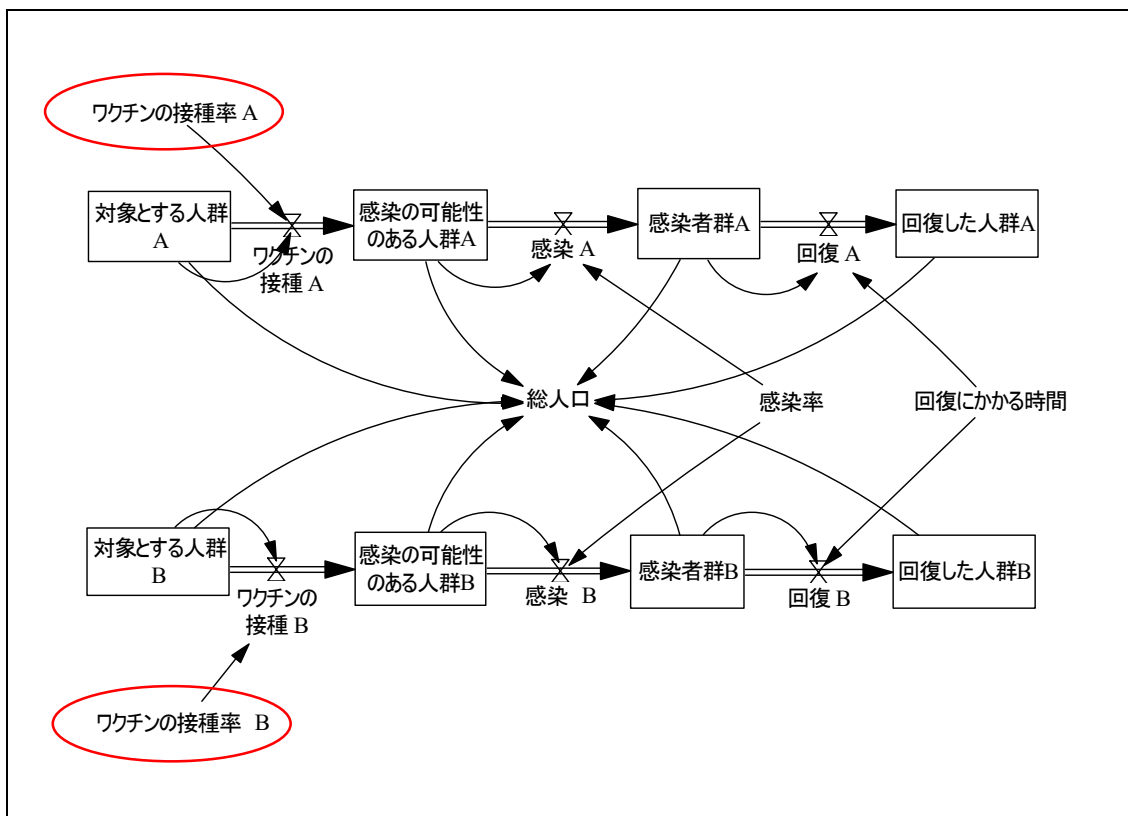 ワクチンの接種率 A
対象とする人群
A
ワクチンの
接種 A
感染の可能性
のある人群A
感染 A
感染者群A
回復 A
回復した人群A
総人口
感染率
回復にかかる時間
対象とする人群
B
ワクチンの
接種 B
感染の可能性
のある人群B
感染 B
感染者群B
回復 B
回復した人群B
ワクチンの接種率 B